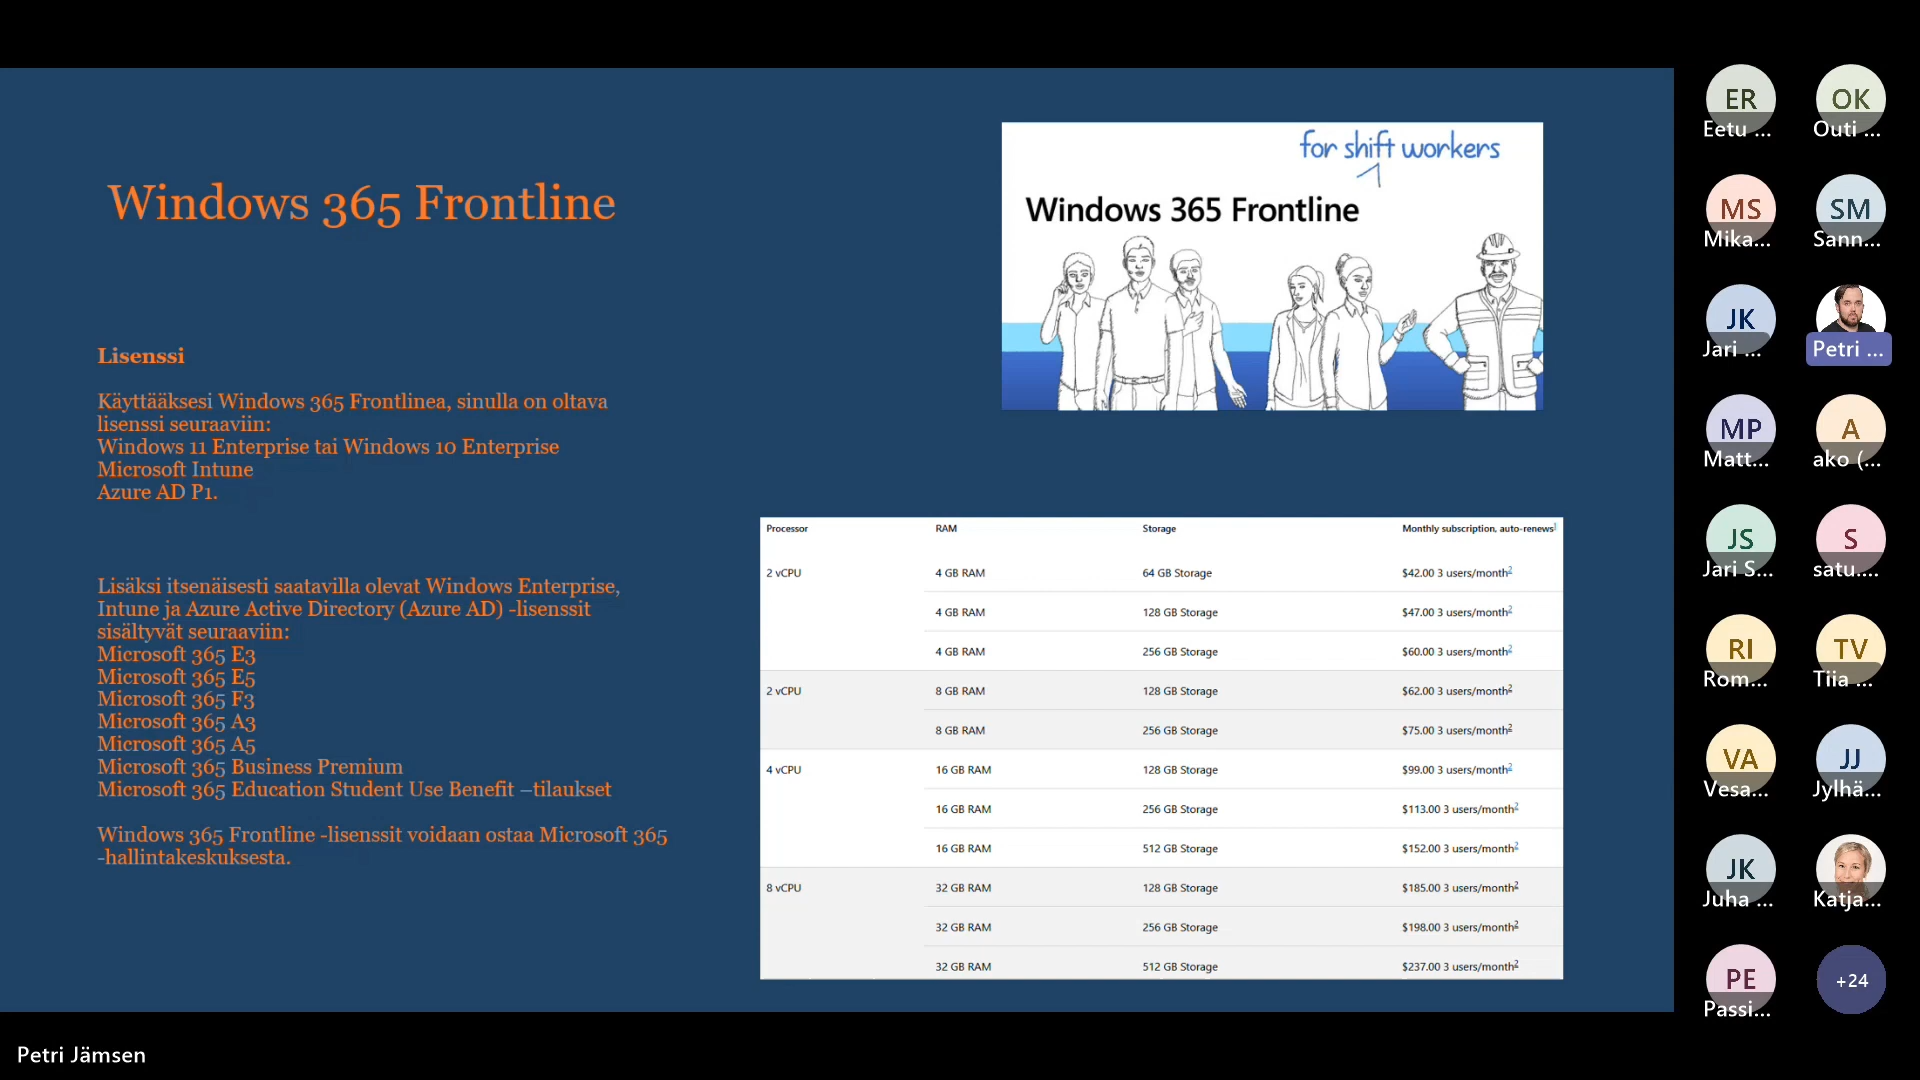 Windows 365 Frontline
Lisenssi
Käyttääksesi Windows 365 Frontlinea, sinulla on oltava
lisenssi seuraaviin:
Windows 11 Enterprise tai Windows 10 Enterprise
Microsoft Intune
Azure AD P1.
Lisäksi itsenäisesti saatavilla olevat Windows Enterprise,
Intune ja Azure Active Directory (Azure AD) -lisenssit
sisältyvät seuraaviin:
Microsoft 365 E3
Microsoft 365 E5
Microsoft 365 F3
Microsoft 365 A3
Microsoft 365 A5
Microsoft 365 Business Premium
Microsoft 365 Education Student Use Benefit –tilaukset
Windows 365 Frontline -lisenssit voidaan ostaa Microsoft 365
-hallintakeskuksesta.
for shift workers
Windows 365 Frontline
Processor RAM Storage Monthly subscription, auto-renews1
2 vCPU 4 GB RAM 64 GB Storage $42.00 3 users/month2
4 GB RAM 128 GB Storage $47.00 3 users/month2
4 GB RAM 256 GB Storage $60.00 3 users/month2
2 vCPU 8 GB RAM 128 GB Storage $62.00 3 users/month2
8 GB RAM 256 GB Storage $75.00 3 users/month2
4 vCPU 16 GB RAM 128 GB Storage $99.00 3 users/month2
16 GB RAM 256 GB Storage $113.00 3 users/month2
16 GB RAM 512 GB Storage $152.00 3 users/month2
8 vCPU 32 GB RAM 128 GB Storage $185.00 3 users/month2
32 GB RAM 256 GB Storage $198.00 3 users/month2
32 GB RAM 512 GB Storage $237.00 3 users/month2
ER OK
Eetu ... Outi ...
MS SM
Mika... Sann...
JK
Jari ... Petri ...
MP A
Matt... ako (...
JS S
Jari S... satu....
RI TV
Rom... Tiia ...
VA JJ
Vesa... Jylhä...
JK
Juha ... Katja...
PE +24
Passi...
Petri Jämsen